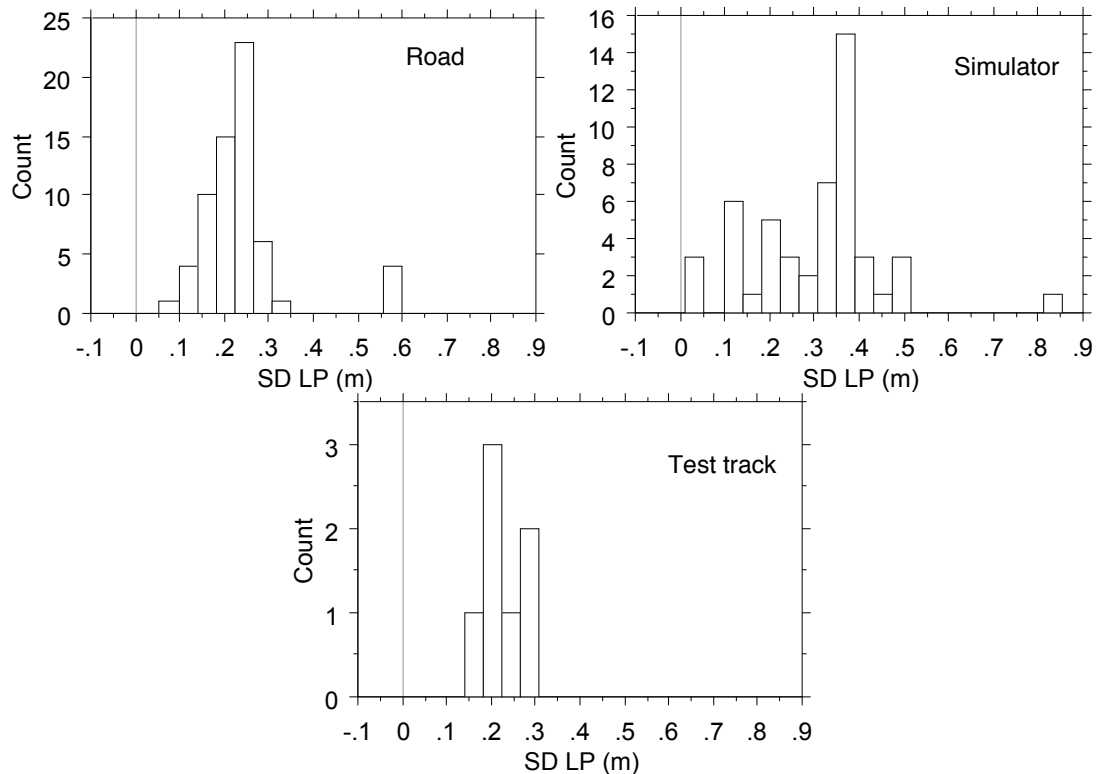 Road
Count
25
20
15
10
5
0
-.1 0 .1 .2 .3 .4 .5 .6 .7 .8 .9
SD LP (m)
Simulator
Count
16
14
12
10
8
6
4
2
0
-.1 0 .1 .2 .3 .4 .5 .6 .7 .8 .9
SD LP (m)
Test track
Count
3
2
1
0
-.1 0 .1 .2 .3 .4 .5 .6 .7 .8 .9
SD LP (m)